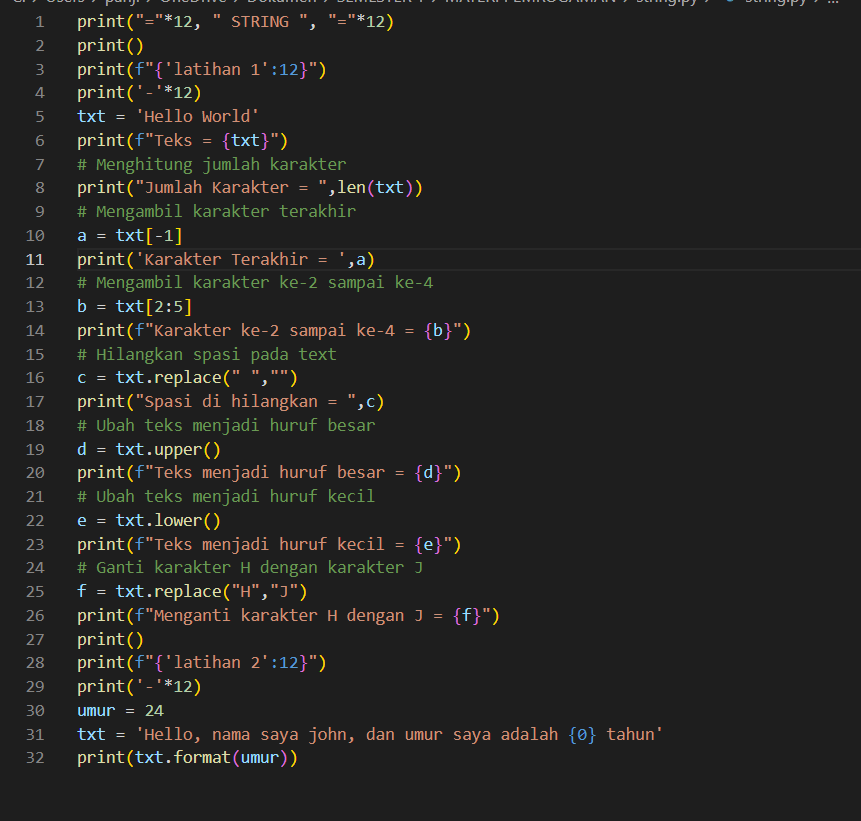 1 print("="*12, " STRING ", "="*12)
2 print()
3 print(f"{'latihan 1':12}")
4 print('-'*12)
5 txt = 'Hello World'
6 print(f"Teks = {txt}")
7 # Menghitung jumlah karakter
8 print("Jumlah Karakter = ",len(txt))
9 # Mengambil karakter terakhir
10 a = txt[-1]
11 print('Karakter Terakhir = ',a)
12 # Mengambil karakter ke-2 sampai ke-4
13 b = txt[2:5]
14 print(f"Karakter ke-2 sampai ke-4 = {b}")
15 # Hilangkan spasi pada text
16 c = txt.replace(" ","")
17 print("Spasi di hilangkan = ",c)
18 # Ubah teks menjadi huruf besar
19 d = txt.upper()
20 print(f"Teks menjadi huruf besar = {d}")
21 # Ubah teks menjadi huruf kecil
22 e = txt.lower()
23 print(f"Teks menjadi huruf kecil = {e}")
24 # Ganti karakter H dengan karakter J
25 f = txt.replace("H","J")
26 print(f"Menganti karakter H dengan J = {f}")
27 print()
28 print(f"{'latihan 2':12}")
29 print('-'*12)
30 umur = 24
31 txt = 'Hello, nama saya john, dan umur saya adalah {0} tahun'
32 print(txt.format(umur))